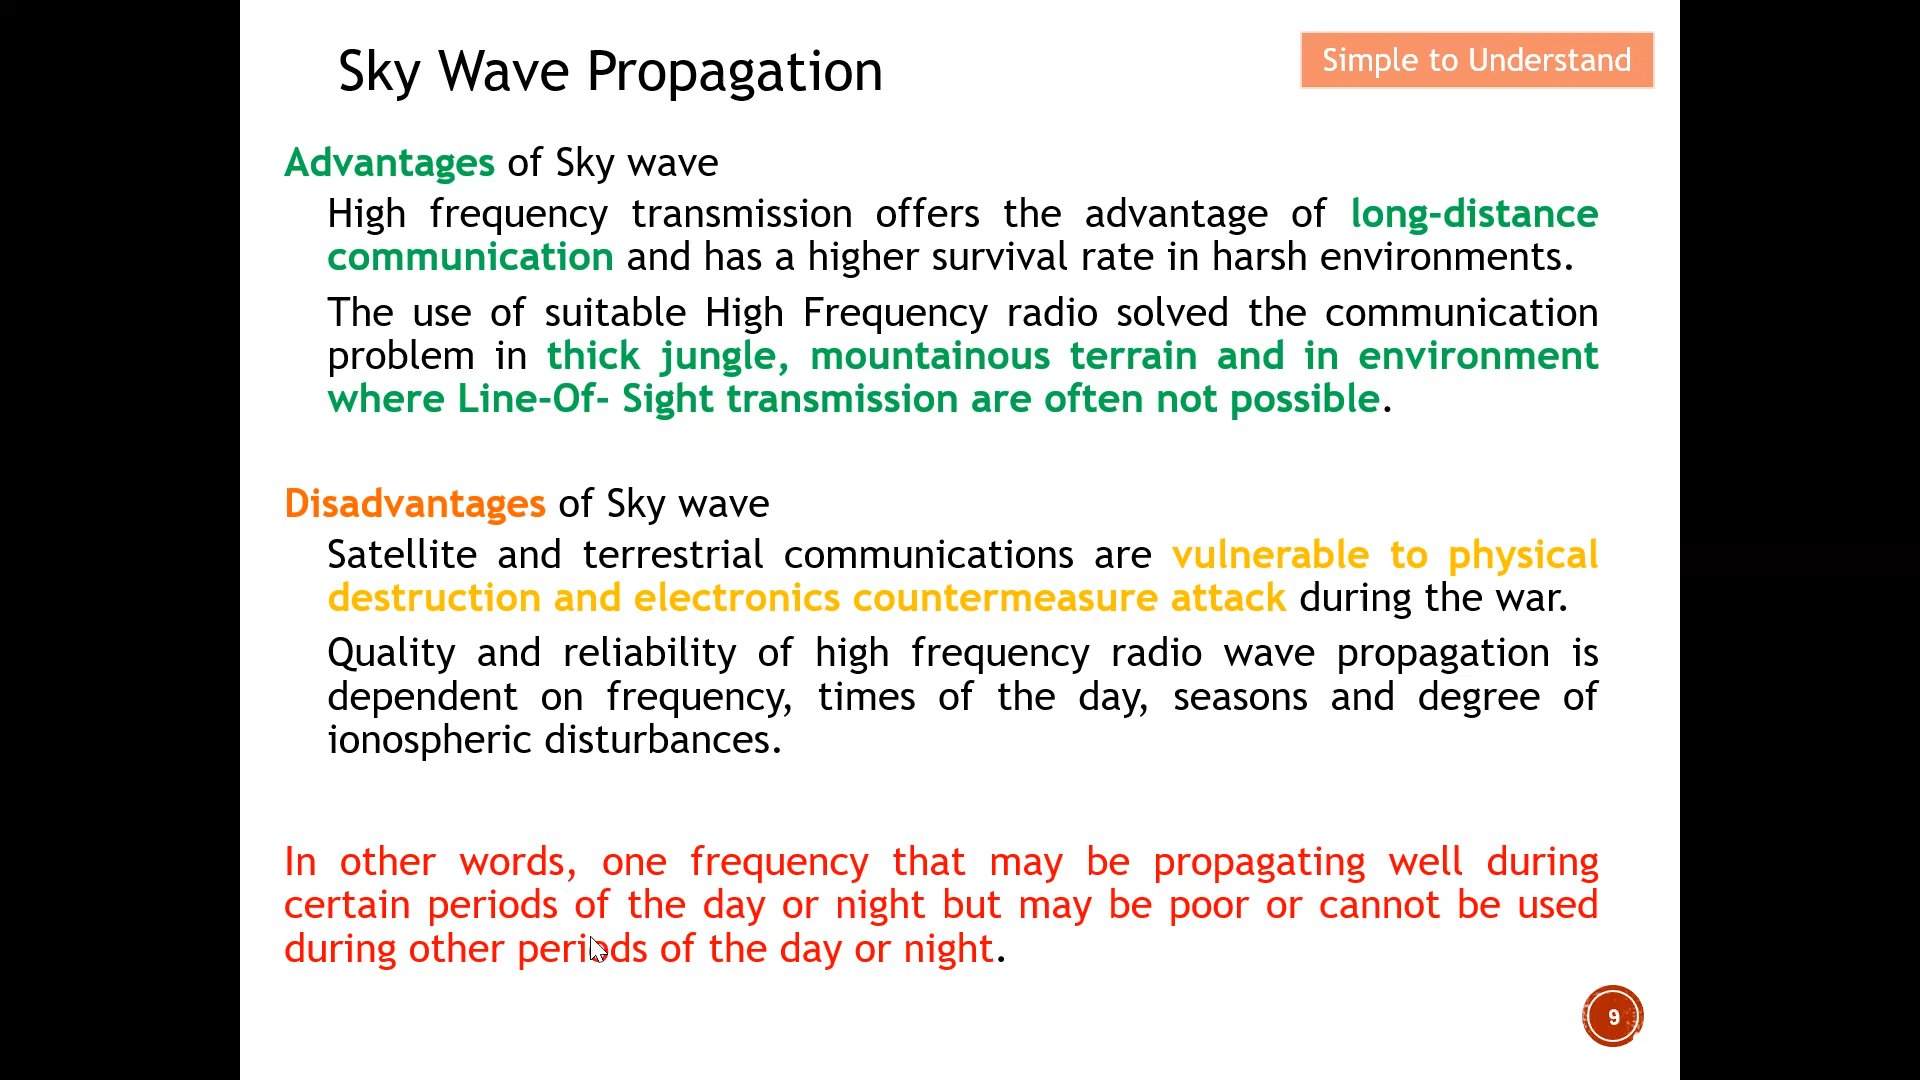 Sky Wave Propagation
Simple to Understand
Advantages of Sky wave
High frequency transmission offers the advantage of long-distance
communication and has a higher survival rate in harsh environments.
The use of suitable High Frequency radio solved the communication
problem in thick jungle, mountainous terrain and in environment
where Line-Of- Sight transmission are often not possible.
Disadvantages of Sky wave
Satellite and terrestrial communications are vulnerable to physical
destruction and electronics countermeasure attack during the war.
Quality and reliability of high frequency radio wave propagation is
dependent on frequency, times of the day, seasons and degree of
ionospheric disturbances.
In other words, one frequency that may be propagating well during
certain periods of the day or night but may be poor or cannot be used
during other periods of the day or night.
9